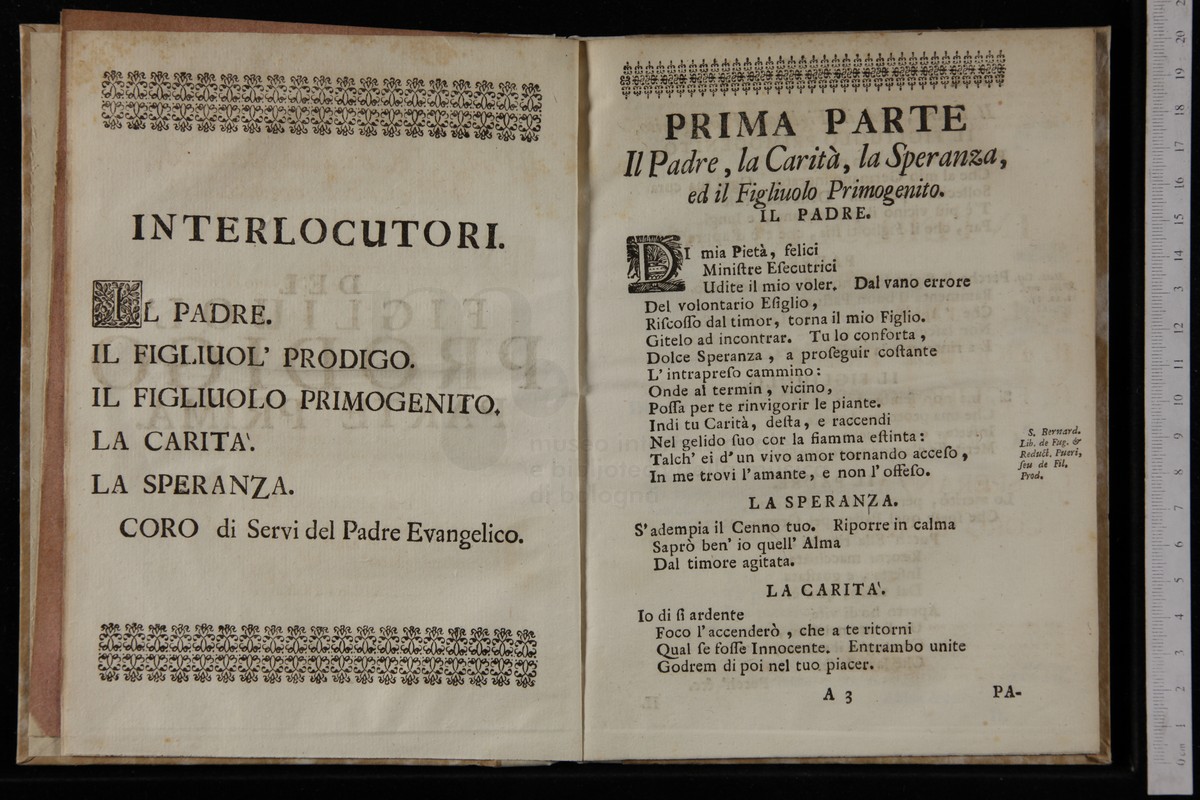 INTERLOCUTORI.
IL PADRE.
IL FIGLIUOL' PRODIGO.
IL FIGLIUOLO PRIMOGENITO.
LA CARITA'.
LA SPERANZA.
CORO di Servi del Padre Evangelico.
PRIMA PARTE
Il Padre, la Carità, la Speranza,
ed il Figliuolo Primogenito.
IL PADRE.
DI mia Pietà, felici
Miniſtre Eſecutrici
Udite il mio voler. Dal vano errore
Del volontario Eſiglio,
Riſcoſſo dal timor, torna il mio Figlio.
Gitelo ad incontrar. Tu lo conforta,
Dolce Speranza, a proſeguir coſtante
L'intrapreſo cammino:
Onde al termin, vicino,
Poſſa per te rinvigorir le piante.
Indi tu Carità, deſta, e raccendi
Nel gelido ſuo cor la fiamma eſtinta:
Talch' ei d'un vivo amor tornando acceſo,
In me trovi l'amante, e non l'offeſo.
S. Bernard.
Lib. de Fug. &
Reduct. Pueri,
ſeu de Fil.
Prod.
LA SPERANZA.
S'adempia il Cenno tuo. Riporre in calma
Saprò ben' io quell' Alma
Dal timore agitata.
LA CARITA'.
Io di ſì ardente
Foco l'accenderò, che a te ritorni
Qual ſe foſſe Innocente. Entrambo unite
Godrem di poi nel tuo piacer.
A 3 PA-
museo int
e bibliote
di bologna